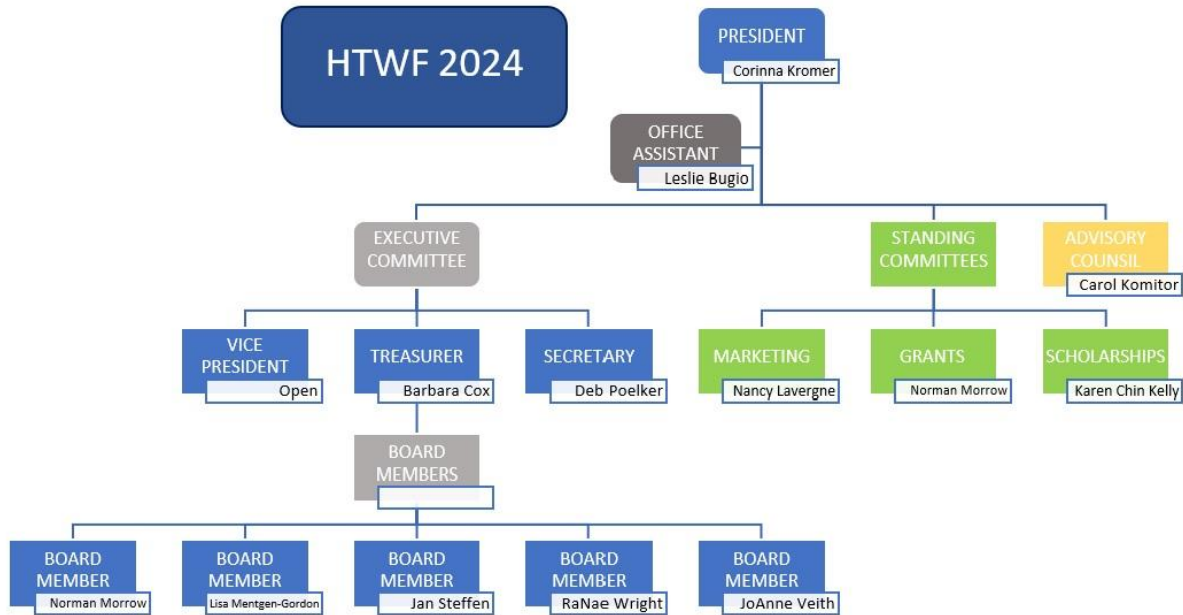 HTWF 2024
PRESIDENT
Corinna Kromer
OFFICE
ASSISTANT
Leslie Bugio
EXECUTIVE
COMMITTEE
STANDING
COMMITTEES
ADVISORY
COUNSIL
Carol Komitor
VICE
PRESIDENT
Open
TREASURER
Barbara Cox
SECRETARY
Deb Poelker
MARKETING
Nancy Lavergne
GRANTS
Norman Morrow
SCHOLARSHIPS
Karen Chin Kelly
BOARD
MEMBERS
BOARD
MEMBER
Norman Morrow
BOARD
MEMBER
Lisa Mentgen-Gordon
BOARD
MEMBER
Jan Steffen
BOARD
MEMBER
RaNae Wright
BOARD
MEMBER
JoAnne Veith